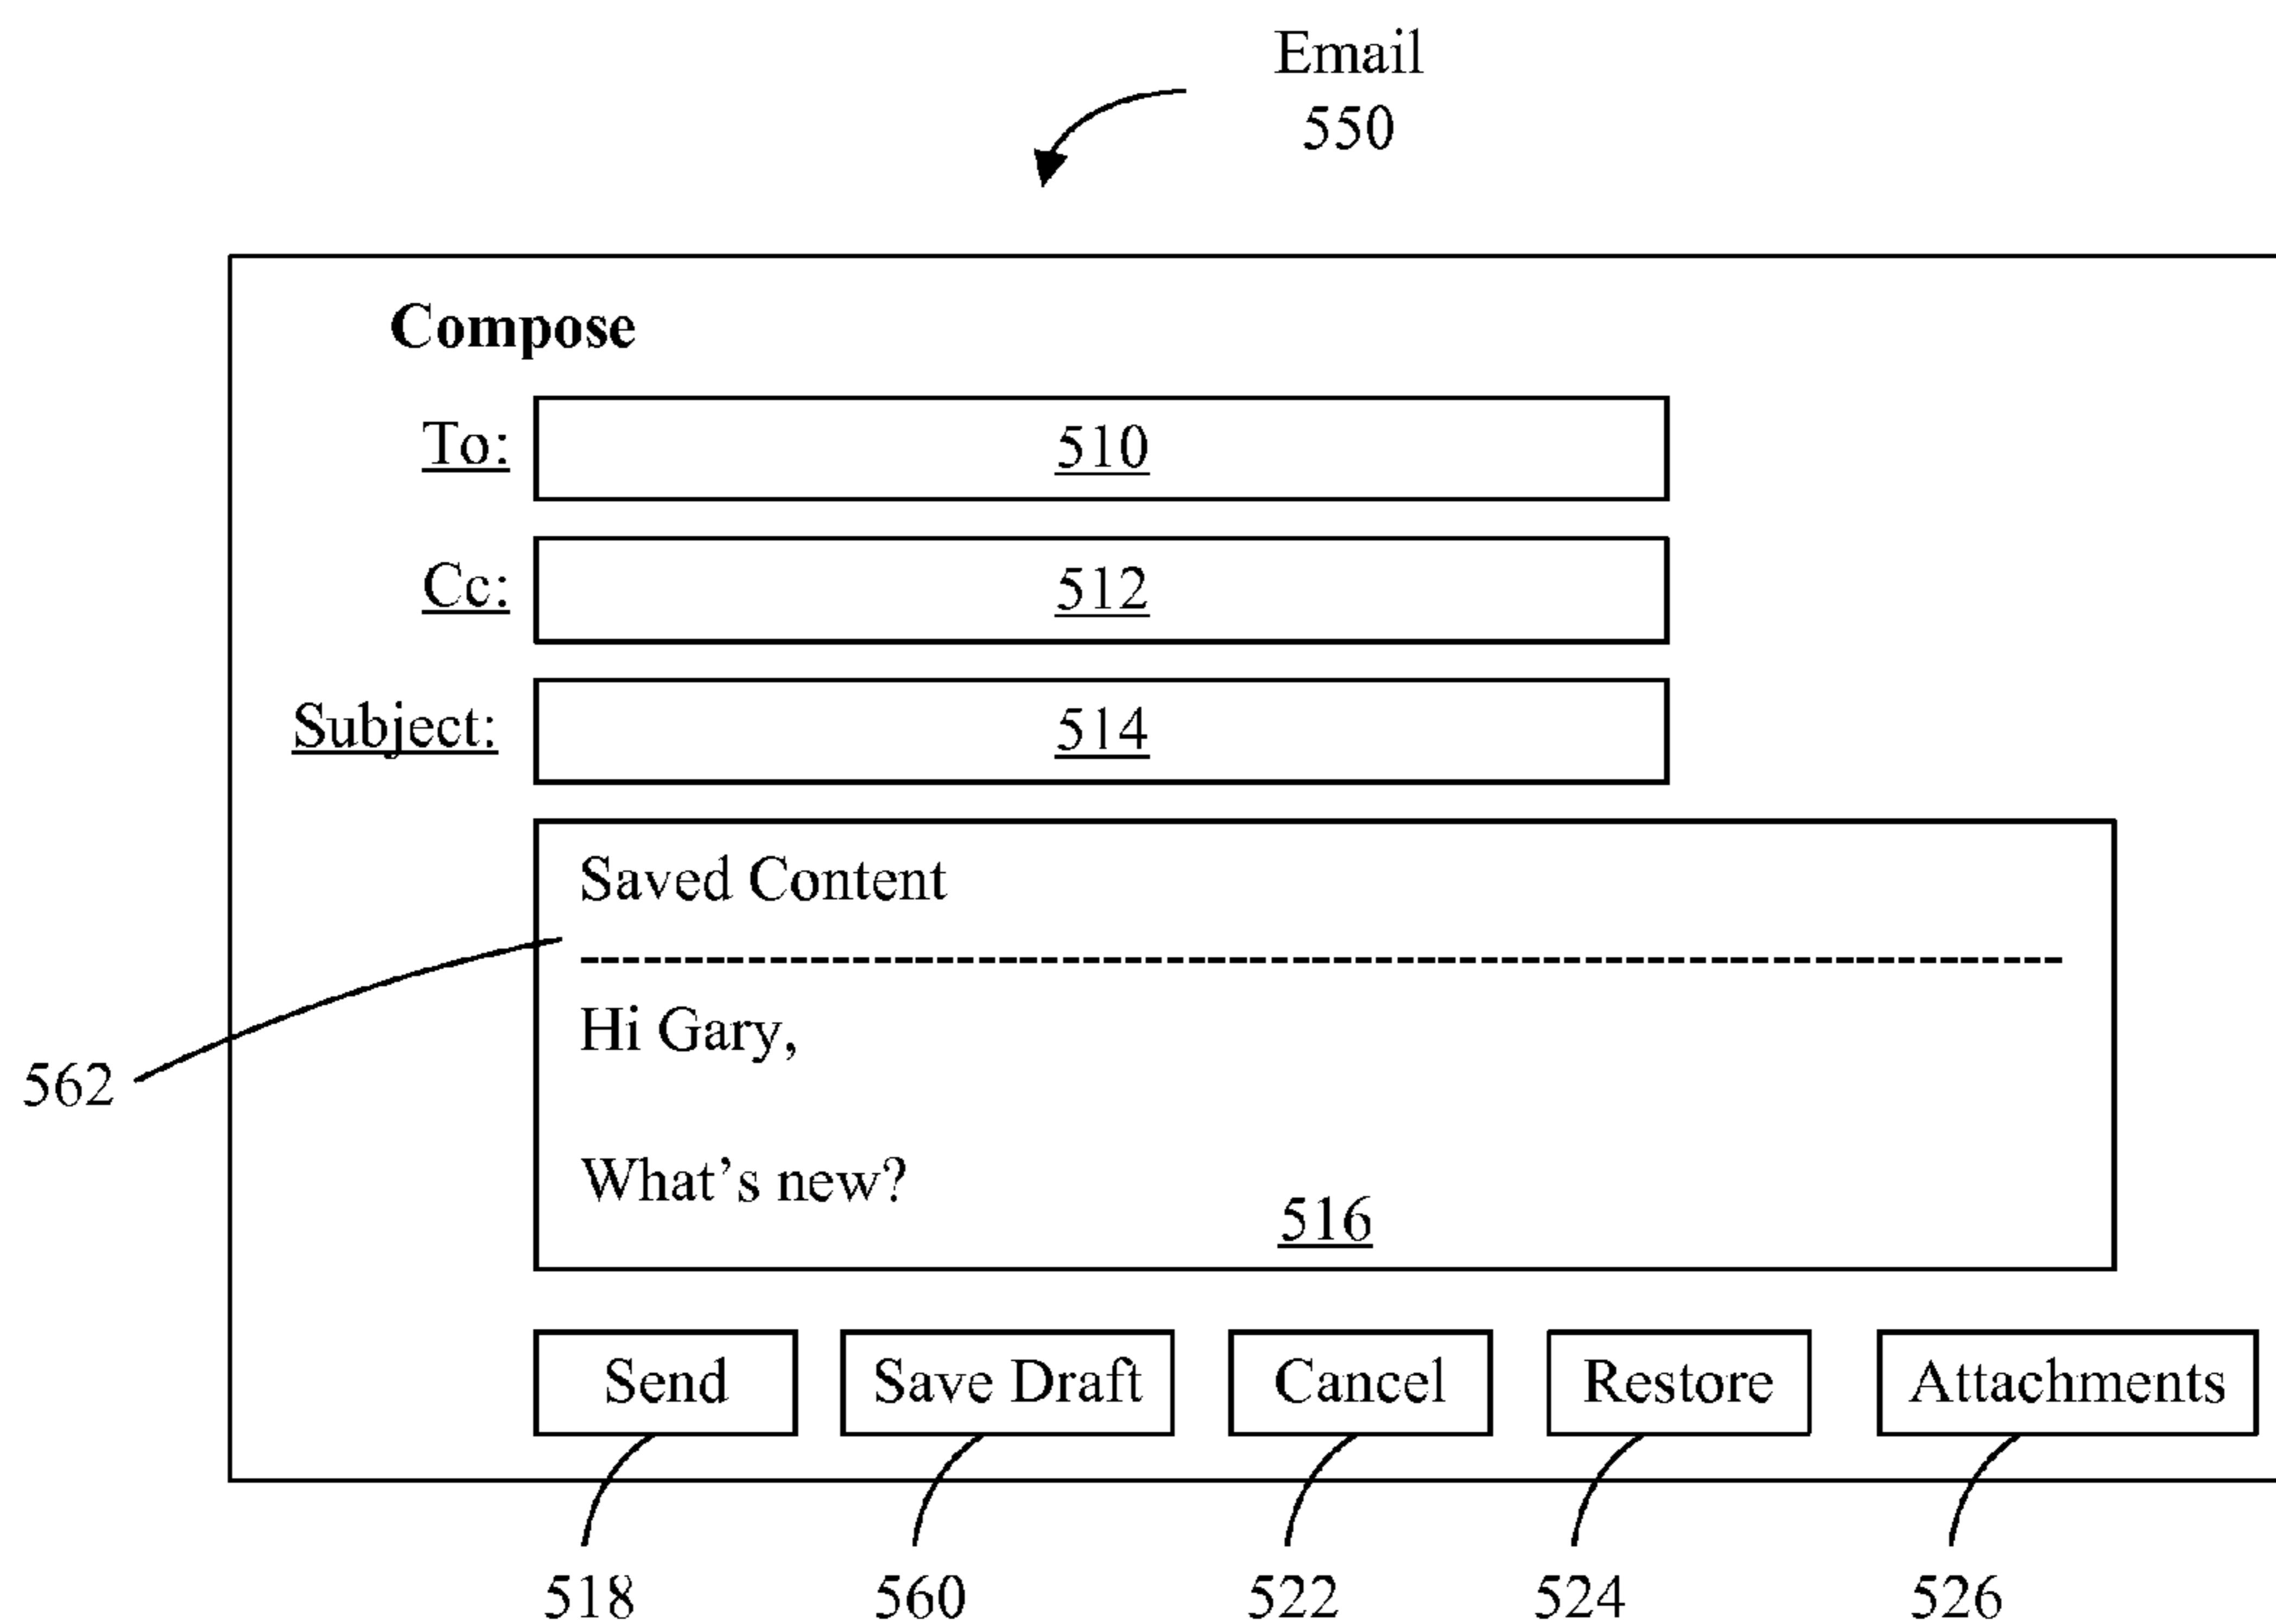 Email
550
Compose
To: 510
Cc: 512
Subject: 514
Saved Content
--------------------------------------------------------
Hi Gary,
562
What's new?
516
Send Save Draft Cancel Restore Attachments
518 560 522 524 526